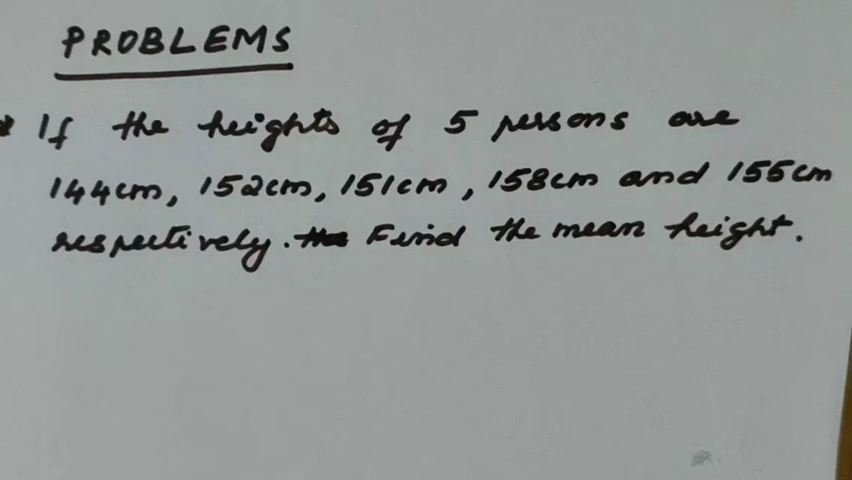 PROBLEMS
* If the heights of 5 persons are
144cm, 152cm, 151cm, 158cm and 155cm
respectively. Find the mean height.